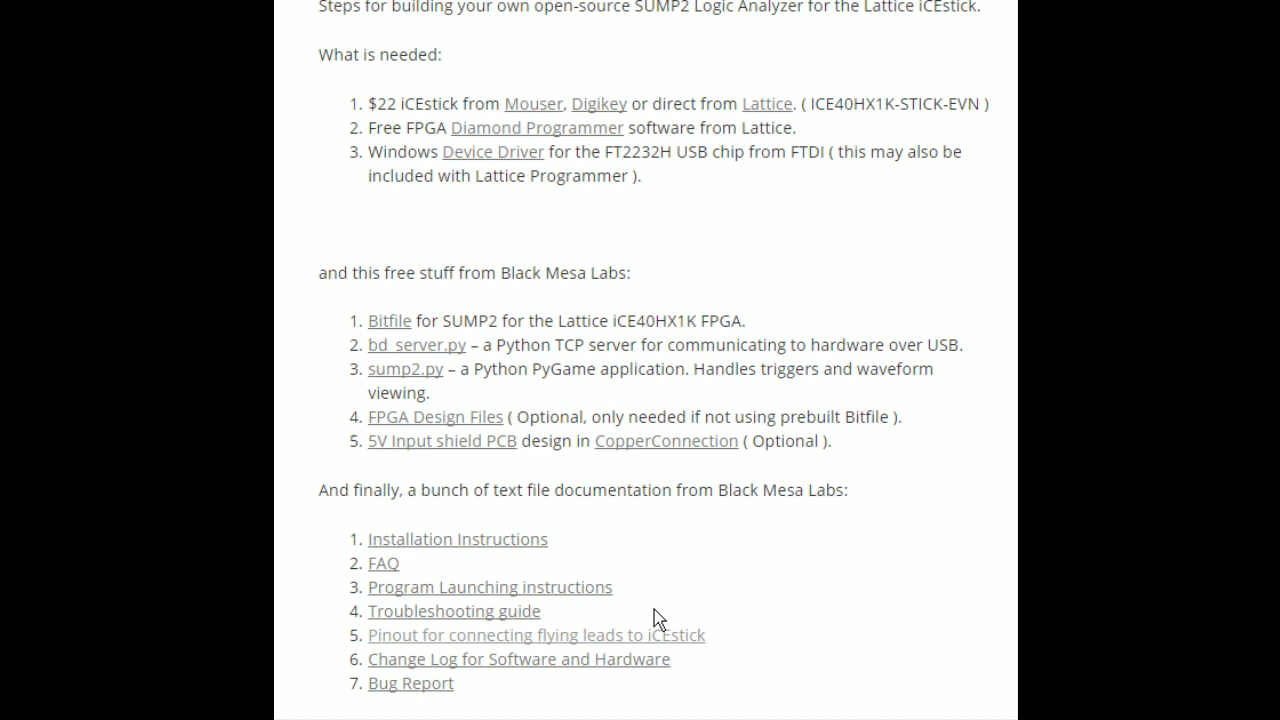 Steps for building your own open-source SUMP2 Logic Analyzer for the Lattice iCEstick.
What is needed:
1. $22 iCEstick from Mouser, Digikey or direct from Lattice. ( ICE40HX1K-STICK-EVN )
2. Free FPGA Diamond Programmer software from Lattice.
3. Windows Device Driver for the FT2232H USB chip from FTDI ( this may also be
included with Lattice Programmer ).
and this free stuff from Black Mesa Labs:
1. Bitfile for SUMP2 for the Lattice iCE40HX1K FPGA.
2. bd_server.py – a Python TCP server for communicating to hardware over USB.
3. sump2.py – a Python PyGame application. Handles triggers and waveform
viewing.
4. FPGA Design Files ( Optional, only needed if not using prebuilt Bitfile ).
5. 5V Input shield PCB design in CopperConnection ( Optional ).
And finally, a bunch of text file documentation from Black Mesa Labs:
1. Installation Instructions
2. FAQ
3. Program Launching instructions
4. Troubleshooting guide
5. Pinout for connecting flying leads to iCEstick
6. Change Log for Software and Hardware
7. Bug Report